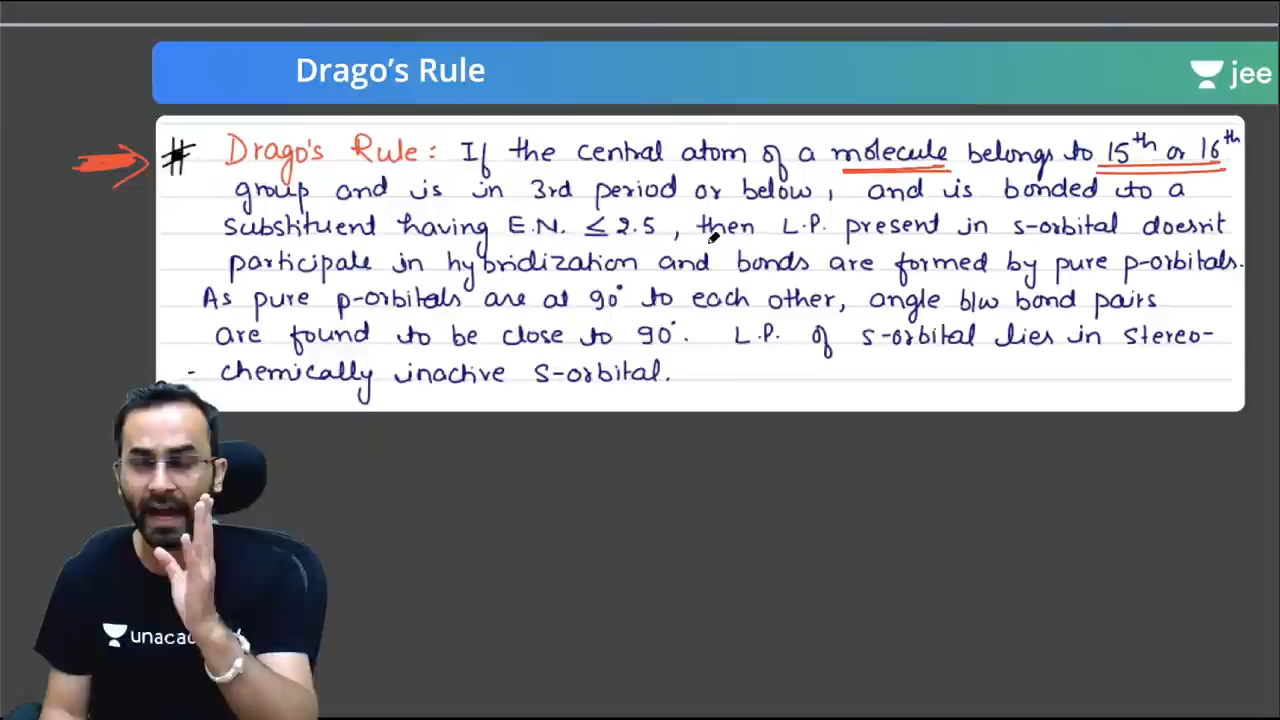 Drago's Rule
jee
# Drago's Rule: If the central atom of a molecule belongs to 15th or 16th
group and is in 3rd period or below, and is bonded to a
substituent having E.N. ≤ 2.5, then L.P. present in s-orbital doesn't
participate in hybridization and bonds are formed by pure p-orbitals.
As pure p-orbitals are at 90° to each other, angle b/w bond pairs
are found to be close to 90°. L.P. of s-orbital lies in stereo-
- chemically inactive s-orbital.
unacad